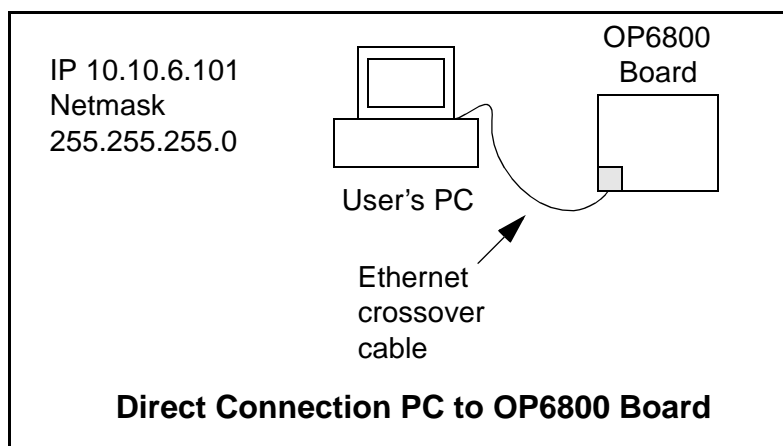 IP 10.10.6.101
Netmask
255.255.255.0
OP6800
Board
User's PC
Ethernet
crossover
cable
Direct Connection PC to OP6800 Board